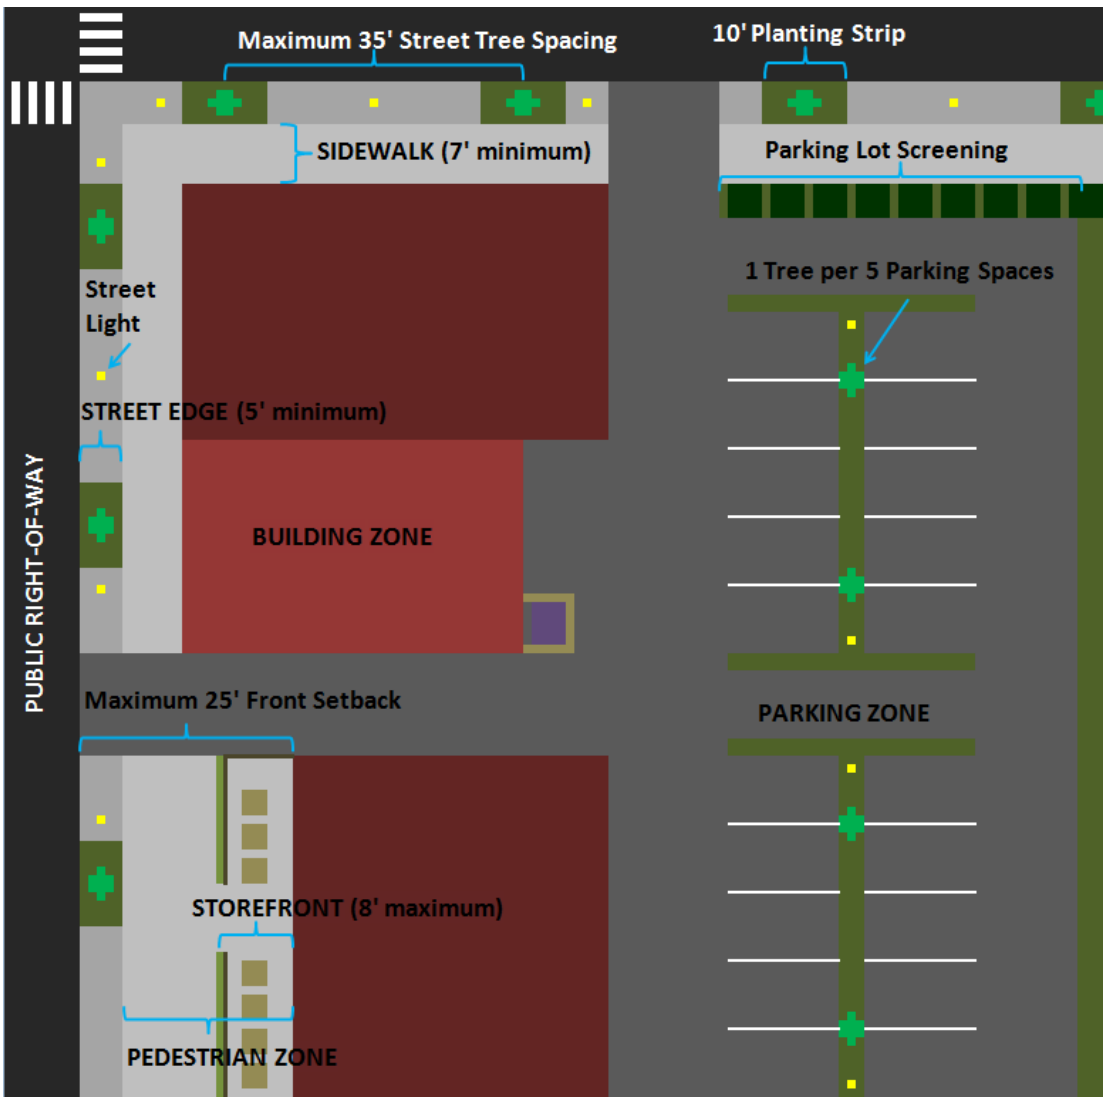 Maximum 35' Street Tree Spacing
10' Planting Strip
SIDEWALK (7' minimum)
Parking Lot Screening
1 Tree per 5 Parking Spaces
Street
Light
STREET EDGE (5' minimum)
BUILDING ZONE
PUBLIC RIGHT-OF-WAY
Maximum 25' Front Setback
PARKING ZONE
STOREFRONT (8' maximum)
PEDESTRIAN ZONE